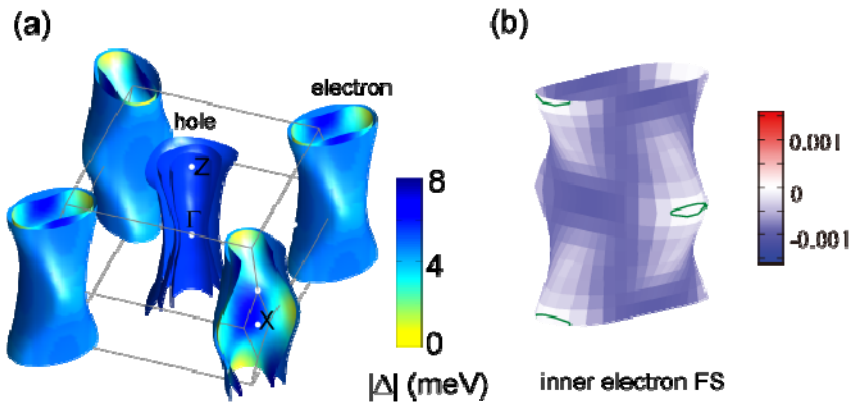 (a)
(b)
electron
hole
Z
Γ
X
8
4
0
|Δ| (meV)
0.001
0
-0.001
inner electron FS